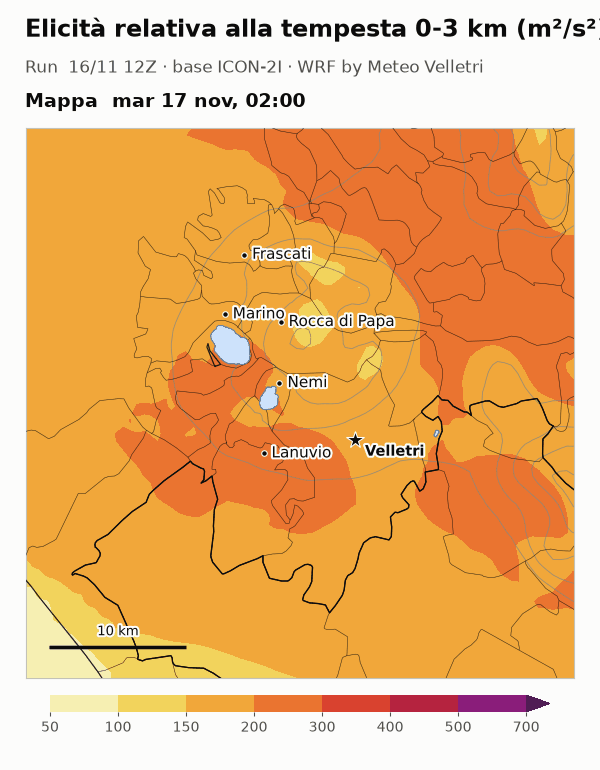 Elicità relativa alla tempesta 0-3 km (m²/s²)
Run 16/11 12Z · base ICON-2I · WRF by Meteo Velletri
Mappa mar 17 nov, 02:00
Frascati
Marino
Rocca di Papa
Nemi
Velletri
Lanuvio
10 km
50 100 150 200 300 400 500 700